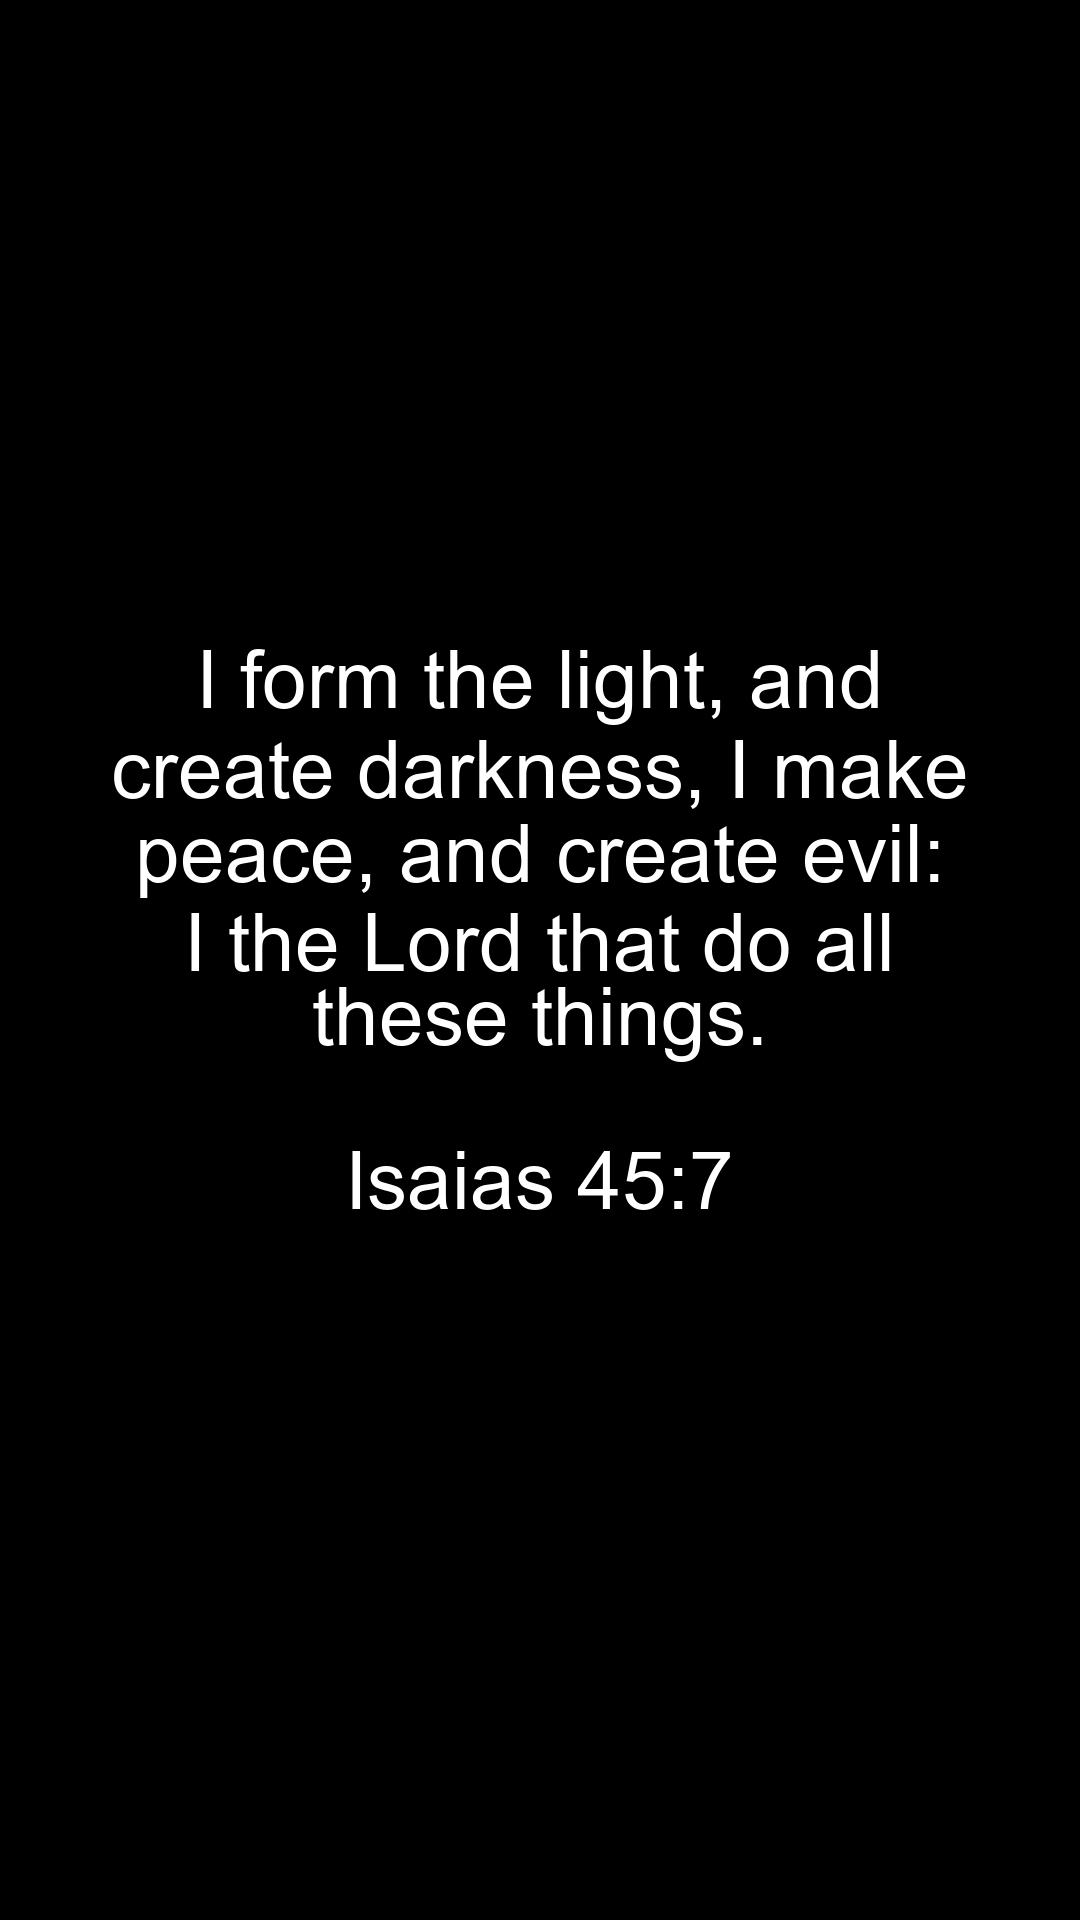 I form the light, and
create darkness, I make
peace, and create evil:
I the Lord that do all
these things.
Isaias 45:7